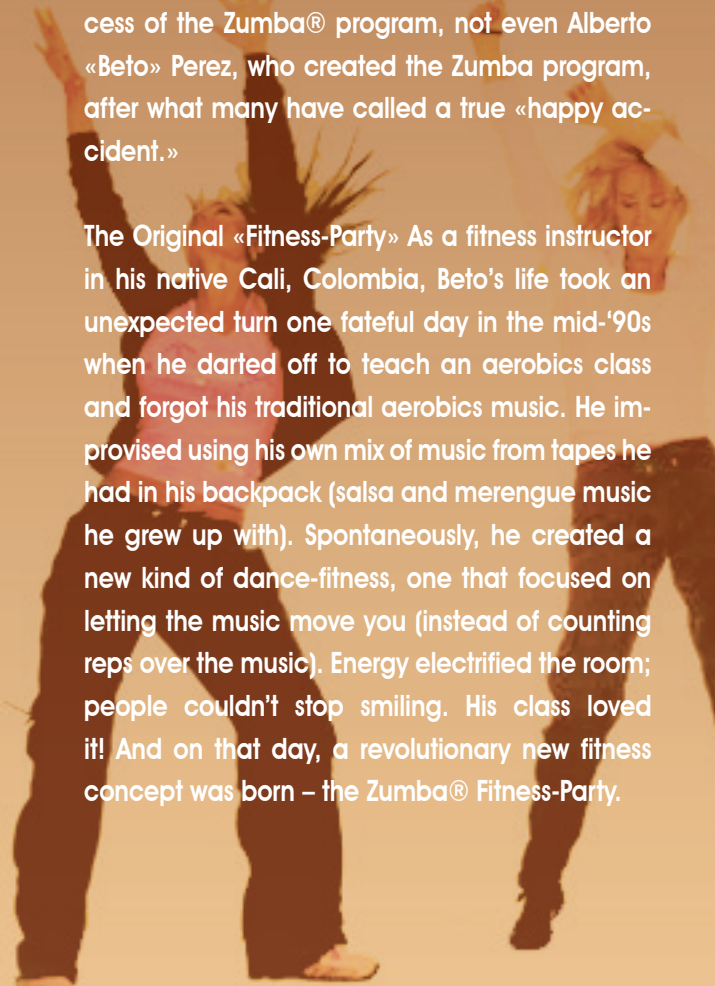 cess of the Zumba® program, not even Alberto
«Beto» Perez, who created the Zumba program,
after what many have called a true «happy ac-
cident.»
The Original «Fitness-Party» As a fitness instructor
in his native Cali, Colombia, Beto's life took an
unexpected turn one fateful day in the mid-‘90s
when he darted off to teach an aerobics class
and forgot his traditional aerobics music. He im-
provised using his own mix of music from tapes he
had in his backpack (salsa and merengue music
he grew up with). Spontaneously, he created a
new kind of dance-fitness, one that focused on
letting the music move you (instead of counting
reps over the music). Energy electrified the room;
people couldn’t stop smiling. His class loved
it! And on that day, a revolutionary new fitness
concept was born – the Zumba® Fitness-Party.